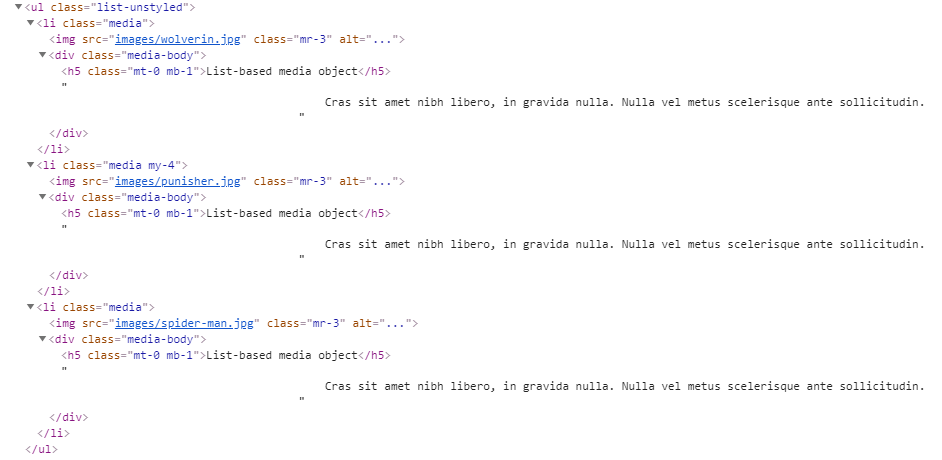 ▼<ul class="list-unstyled">
▼<li class="media">
<img src="images/wolverin.jpg" class="mr-3" alt="...">
▼<div class="media-body">
<h5 class="mt-0 mb-1">List-based media object</h5>
"
Cras sit amet nibh libero, in gravida nulla. Nulla vel metus scelerisque ante sollicitudin.
"
</div>
</li>
▼<li class="media my-4">
<img src="images/punisher.jpg" class="mr-3" alt="...">
▼<div class="media-body">
<h5 class="mt-0 mb-1">List-based media object</h5>
"
Cras sit amet nibh libero, in gravida nulla. Nulla vel metus scelerisque ante sollicitudin.
"
</div>
</li>
▼<li class="media">
<img src="images/spider-man.jpg" class="mr-3" alt="...">
▼<div class="media-body">
<h5 class="mt-0 mb-1">List-based media object</h5>
"
Cras sit amet nibh libero, in gravida nulla. Nulla vel metus scelerisque ante sollicitudin.
"
</div>
</li>
</ul>